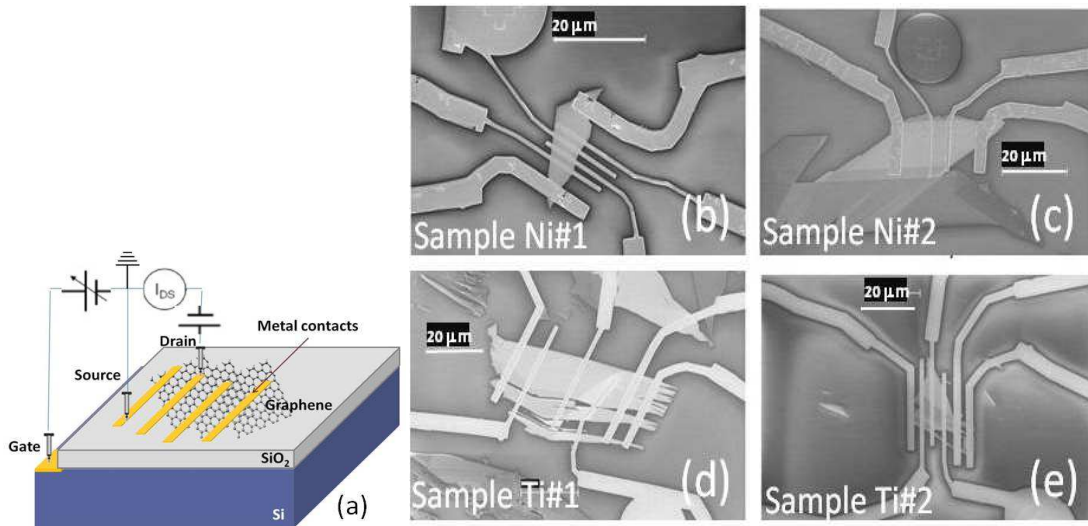 I_DS
Metal contacts
Drain
Source
Graphene
Gate
SiO₂
Si
(a)
20 μm
Sample Ni#1
(b)
20 μm
Sample Ni#2
(c)
20 μm
Sample Ti#1
(d)
20 μm
Sample Ti#2
(e)